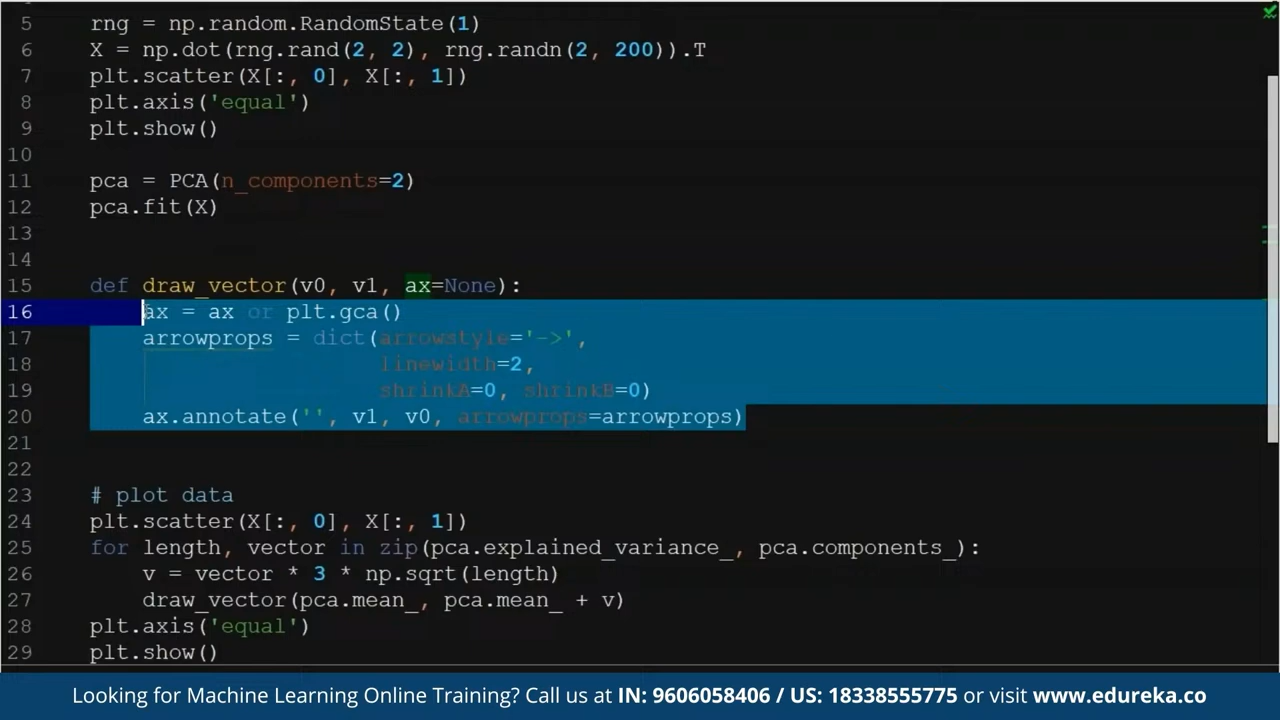 5 rng = np.random.RandomState(1)
6 X = np.dot(rng.rand(2, 2), rng.randn(2, 200)).T
7 plt.scatter(X[:, 0], X[:, 1])
8 plt.axis('equal')
9 plt.show()
10
11 pca = PCA(n_components=2)
12 pca.fit(X)
13
14
15 def draw_vector(v0, v1, ax=None):
16 ax = ax or plt.gca()
17 arrowprops = dict(arrowstyle='->',
18 linewidth=2,
19 shrinkA=0, shrinkB=0)
20 ax.annotate('', v1, v0, arrowprops=arrowprops)
21
22
23 # plot data
24 plt.scatter(X[:, 0], X[:, 1])
25 for length, vector in zip(pca.explained_variance_, pca.components_):
26 v = vector * 3 * np.sqrt(length)
27 draw_vector(pca.mean_, pca.mean_ + v)
28 plt.axis('equal')
29 plt.show()
Looking for Machine Learning Online Training? Call us at IN: 9606058406 / US: 18338555775 or visit www.edureka.co